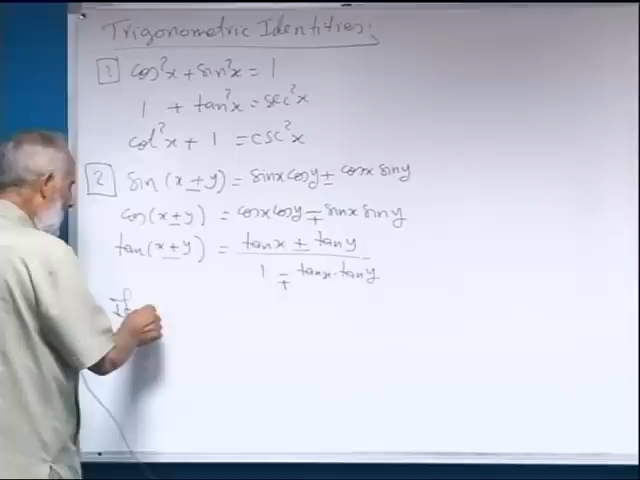 Trigonometric Identities:
1 cos²x + sin²x = 1
1 + tan²x = sec²x
cot²x + 1 = csc²x
2 sin(x ± y) = sinx cosy ± cosx siny
cos(x ± y) = cosx cosy ∓ sinx siny
tan(x ± y) = tanx ± tany
1 ∓ tanx · tany
If